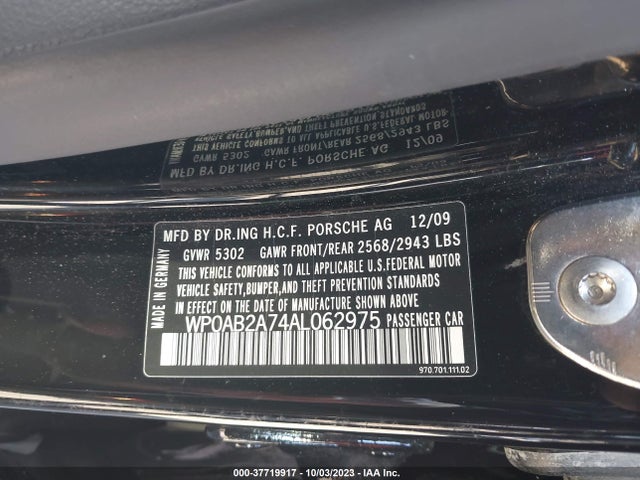 MFD BY DR.ING H.C.F. PORSCHE AG 12/09
GVWR 5302 GAWR FRONT/REAR 2568/2943 LBS
THIS VEHICLE CONFORMS TO ALL APPLICABLE U.S.FEDERAL MOTOR
VEHICLE SAFETY,BUMPER,AND THEFT PREVENTION STANDARDS
IN EFFECT ON THE DATE OF MANUFACTURE SHOWN ABOVE.
WP0AB2A74AL062975 PASSENGER CAR
970.701.111.02
MADE IN GERMANY
000-37719917 - 10/03/2023 - IAA Inc.